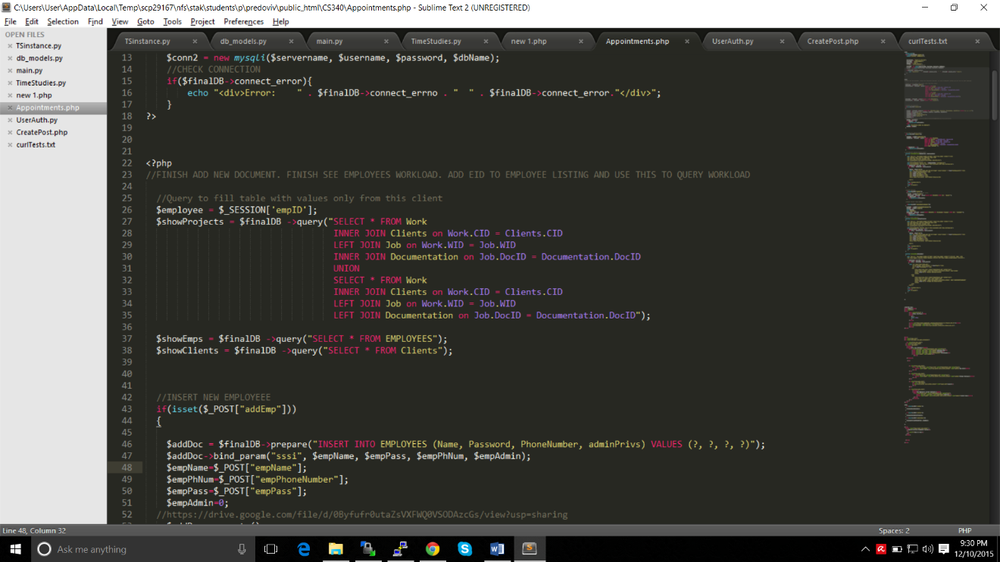 C:\Users\User\AppData\Local\Temp\scp29167\nfs\stak\students\p\predoviv\public_html\CS340\Appointments.php - Sublime Text 2 (UNREGISTERED)
File Edit Selection Find View Goto Tools Project Preferences Help
OPEN FILES
TSinstance.py
db_models.py
main.py
TimeStudies.py
new 1.php
Appointments.php
UserAuth.py
CreatePost.php
curlTests.txt
TSinstance.py db_models.py main.py TimeStudies.py new 1.php Appointments.php UserAuth.py CreatePost.php curlTests.txt
13 $conn2 = new mysqli($servername, $username, $password, $dbName);
14 //CHECK CONNECTION
15 if($finalDB->connect_error){
16 echo "<div>Error: " . $finalDB->connect_errno . " " . $finalDB->connect_error."</div>";
17 }
18 ?>
19
20
21
22 <?php
23 //FINISH ADD NEW DOCUMENT. FINISH SEE EMPLOYEES WORKLOAD. ADD EID TO EMPLOYEE LISTING AND USE THIS TO QUERY WORKLOAD
24
25 //Query to fill table with values only from this client
26 $employee = $_SESSION['empID'];
27 $showProjects = $finalDB ->query("SELECT * FROM Work
28 INNER JOIN Clients on Work.CID = Clients.CID
29 LEFT JOIN Job on Work.WID = Job.WID
30 INNER JOIN Documentation on Job.DocID = Documentation.DocID
31 UNION
32 SELECT * FROM Work
33 INNER JOIN Clients on Work.CID = Clients.CID
34 LEFT JOIN Job on Work.WID = Job.WID
35 LEFT JOIN Documentation on Job.DocID = Documentation.DocID");
36
37 $showEmps = $finalDB ->query("SELECT * FROM EMPLOYEES");
38 $showClients = $finalDB ->query("SELECT * FROM Clients");
39
40
41
42 //INSERT NEW EMPLOYEEE
43 if(isset($_POST["addEmp"]))
44 {
45
46 $addDoc = $finalDB->prepare("INSERT INTO EMPLOYEES (Name, Password, PhoneNumber, adminPrivs) VALUES (?, ?, ?, ?)");
47 $addDoc->bind_param("sssi", $empName, $empPass, $empPhNum, $empAdmin);
48 $empName=$_POST["empName"];
49 $empPhNum=$_POST["empPhoneNumber"];
50 $empPass=$_POST["empPass"];
51 $empAdmin=0;
52 //https://drive.google.com/file/d/0Byfufr0utaZsVXFWQ0VSODAzcGs/view?usp=sharing
Line 48, Column 32 Spaces: 2 PHP
Ask me anything
9:30 PM
12/10/2015